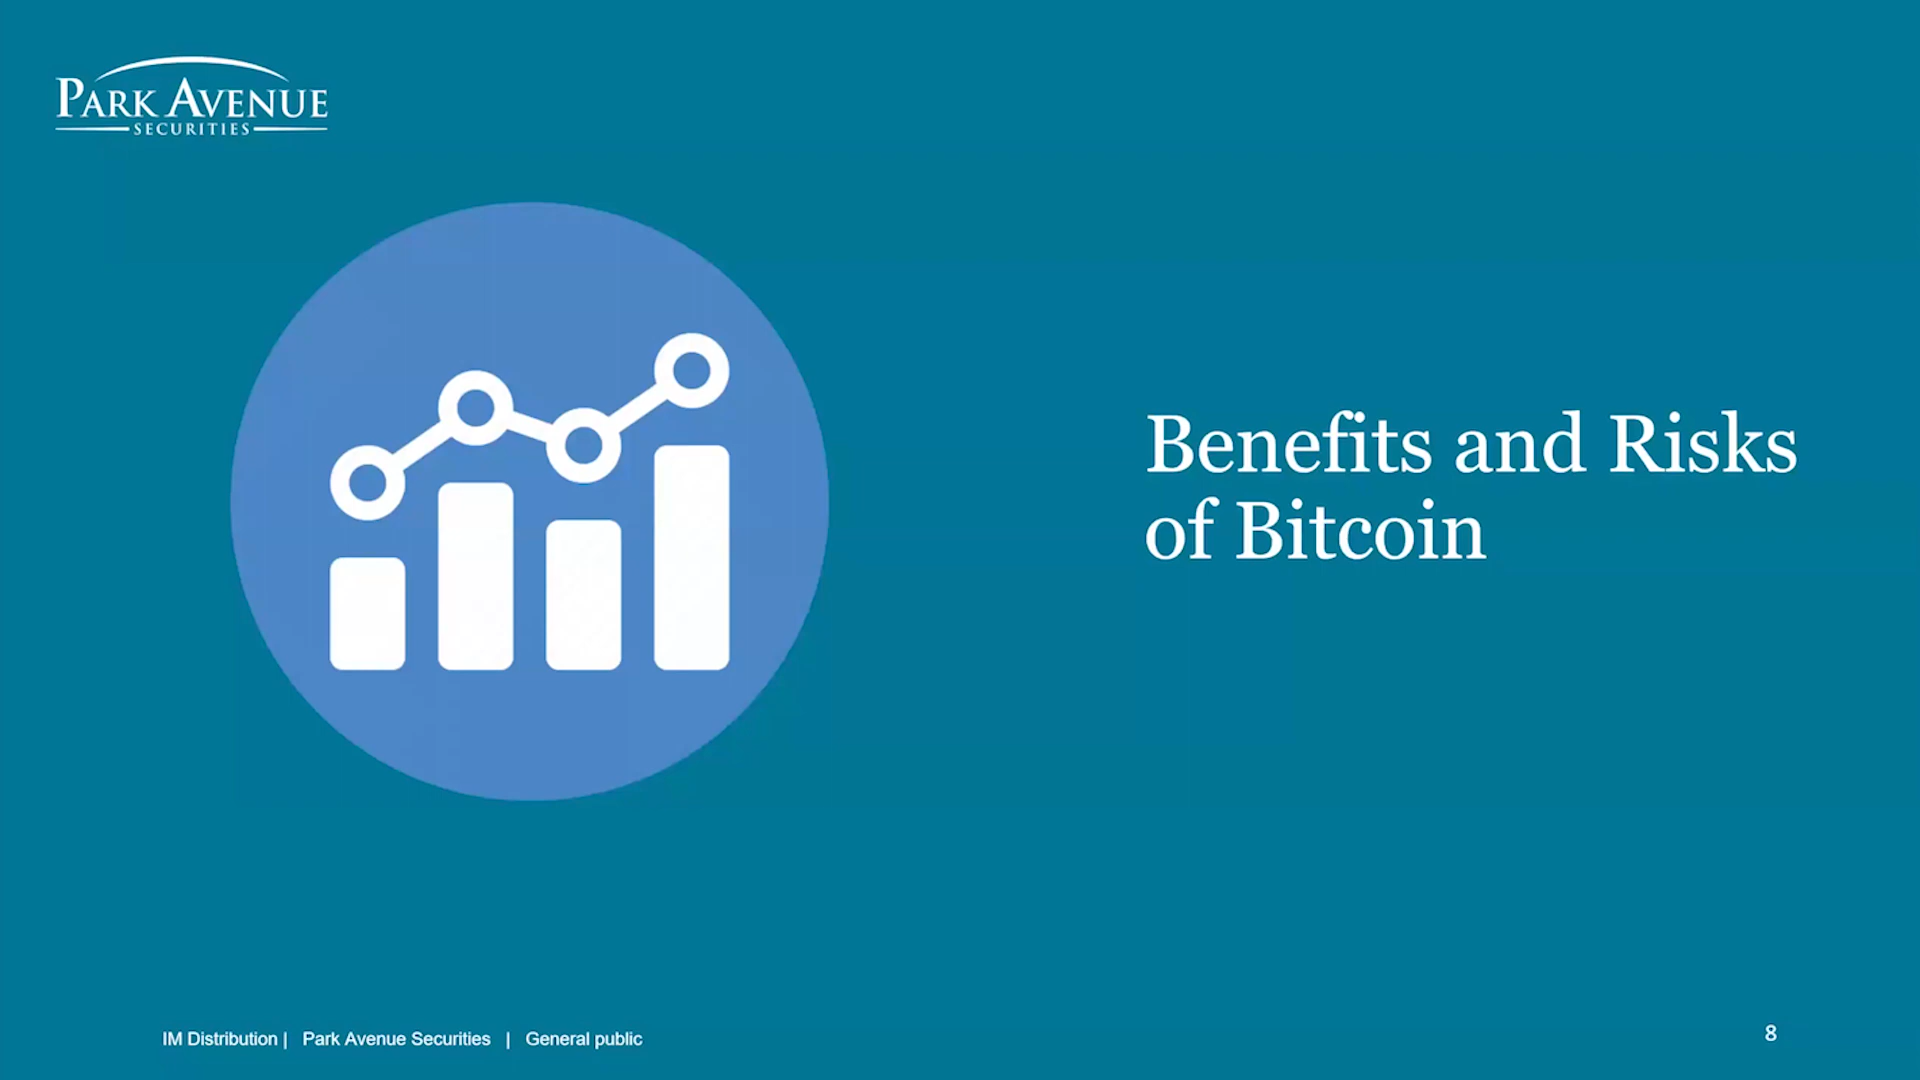 PARK AVENUE
SECURITIES
Benefits and Risks
of Bitcoin
IM Distribution | Park Avenue Securities | General public
8